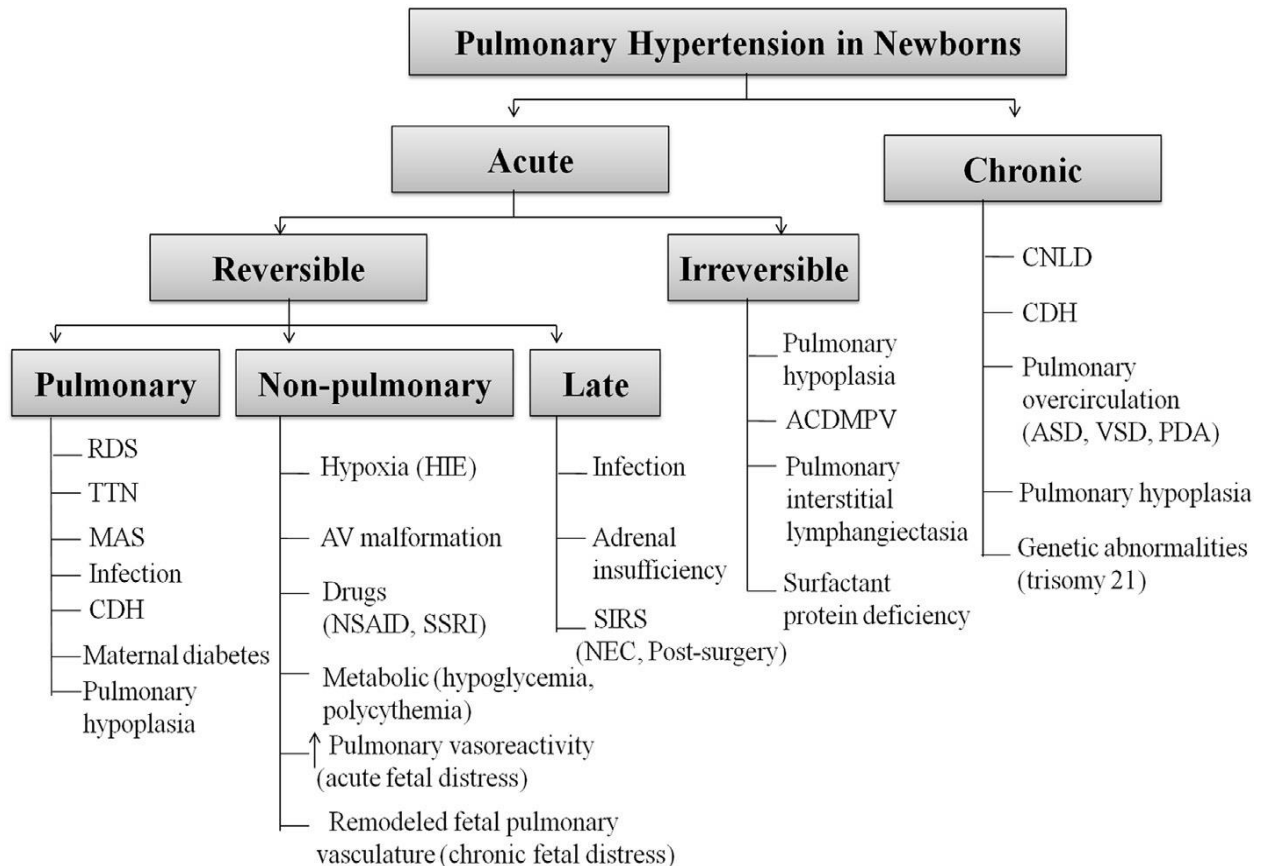 Pulmonary Hypertension in Newborns
Acute
Chronic
Reversible
Irreversible
Pulmonary
Non-pulmonary
Late
RDS
TTN
MAS
Infection
CDH
Maternal diabetes
Pulmonary
hypoplasia
Hypoxia (HIE)
AV malformation
Drugs
(NSAID, SSRI)
Metabolic (hypoglycemia,
polycythemia)
↑ Pulmonary vasoreactivity
(acute fetal distress)
Remodeled fetal pulmonary
vasculature (chronic fetal distress)
Infection
Adrenal
insufficiency
SIRS
(NEC, Post-surgery)
Pulmonary
hypoplasia
ACDMPV
Pulmonary
interstitial
lymphangiectasia
Surfactant
protein deficiency
CNLD
CDH
Pulmonary
overcirculation
(ASD, VSD, PDA)
Pulmonary hypoplasia
Genetic abnormalities
(trisomy 21)